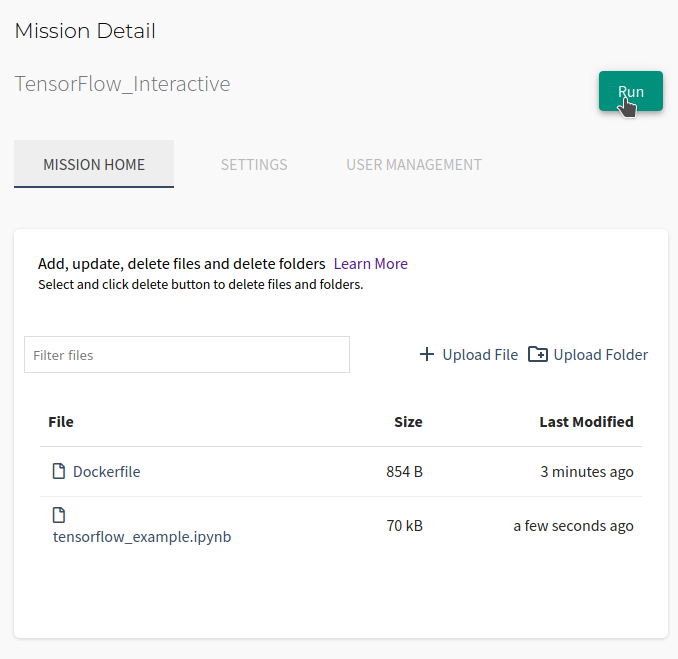 Mission Detail
TensorFlow_Interactive
Run
MISSION HOME SETTINGS USER MANAGEMENT
Add, update, delete files and delete folders Learn More
Select and click delete button to delete files and folders.
Filter files
Upload File Upload Folder
File Size Last Modified
Dockerfile 854 B 3 minutes ago
tensorflow_example.ipynb 70 kB a few seconds ago